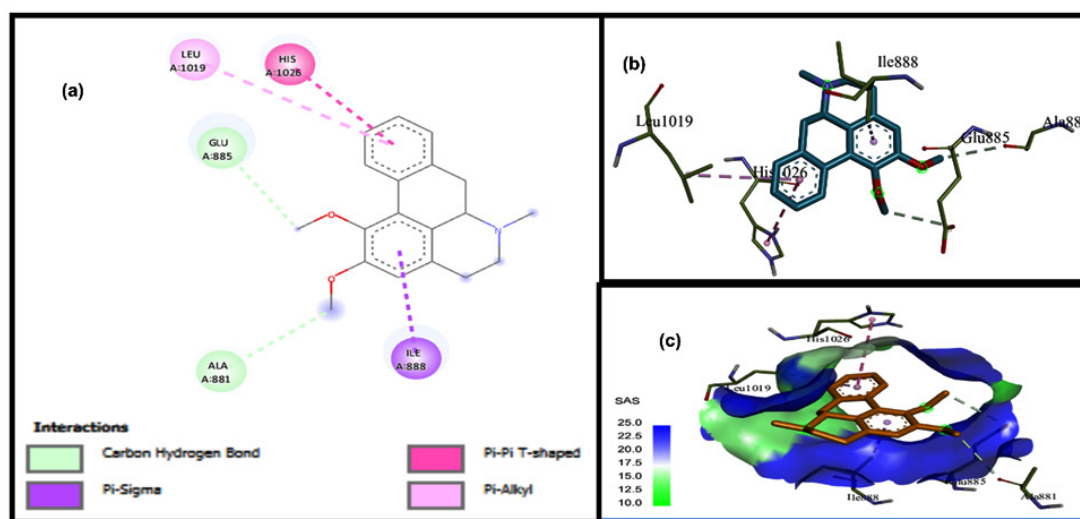 (a)
LEU
A:1019
HIS
A:1026
GLU
A:885
O
N
O
ALA
A:881
ILE
A:888
Interactions
Carbon Hydrogen Bond
Pi-Sigma
Pi-Pi T-shaped
Pi-Alkyl
(b)
Ile888
Leu1019
Glu885
Ala88
His1026
(c)
His1026
Leu1019
SAS
25.0
22.5
20.0
17.5
15.0
12.5
10.0
Ile888
Ala881